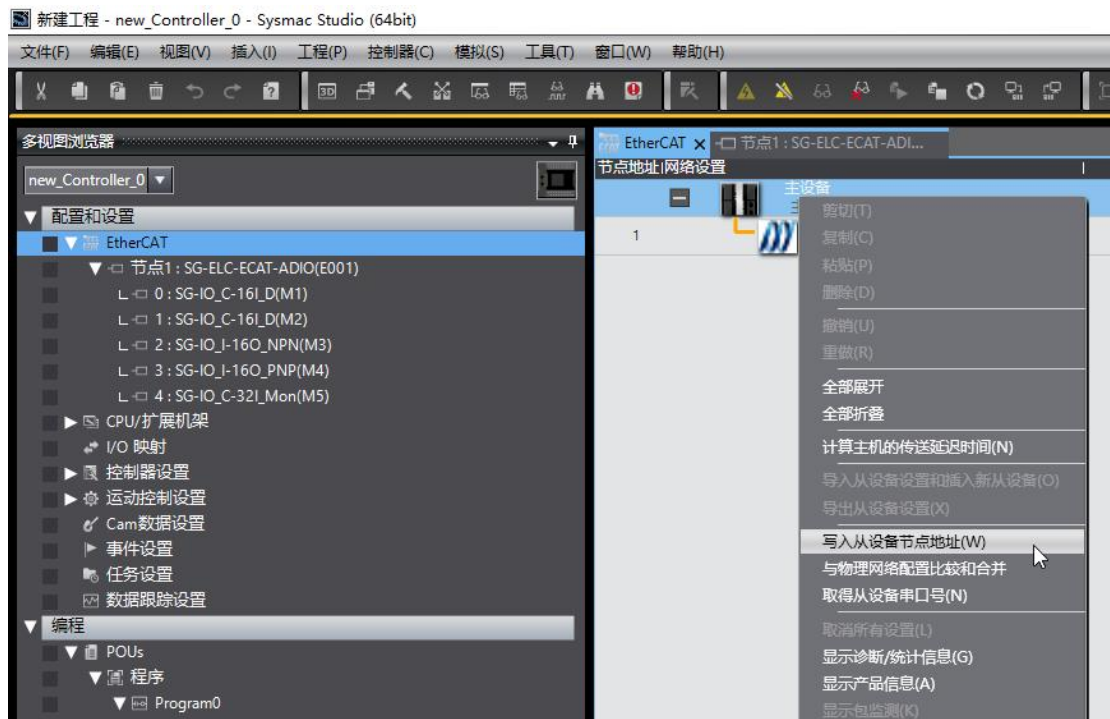 新建工程 - new_Controller_0 - Sysmac Studio (64bit)
文件(F) 编辑(E) 视图(V) 插入(I) 工程(P) 控制器(C) 模拟(S) 工具(T) 窗口(W) 帮助(H)
多视图浏览器
new_Controller_0
配置和设置
EtherCAT
节点1 : SG-ELC-ECAT-ADIO(E001)
0 : SG-IO_C-16I_D(M1)
1 : SG-IO_C-16I_D(M2)
2 : SG-IO_I-16O_NPN(M3)
3 : SG-IO_I-16O_PNP(M4)
4 : SG-IO_C-32I_Mon(M5)
CPU/扩展机架
I/O 映射
控制器设置
运动控制设置
Cam数据设置
事件设置
任务设置
数据跟踪设置
编程
POUs
程序
Program0
EtherCAT 节点1 : SG-ELC-ECAT-ADI...
节点地址 网络设置
主设备
1
剪切(T)
复制(C)
粘贴(P)
删除(D)
撤销(U)
重做(R)
全部展开
全部折叠
计算主机的传送延迟时间(N)
导入从设备设置和插入新从设备(O)
导出从设备设置(X)
写入从设备节点地址(W)
与物理网络配置比较和合并
取得从设备串口号(N)
取消所有设置(L)
显示诊断/统计信息(G)
显示产品信息(A)
显示包监测(K)